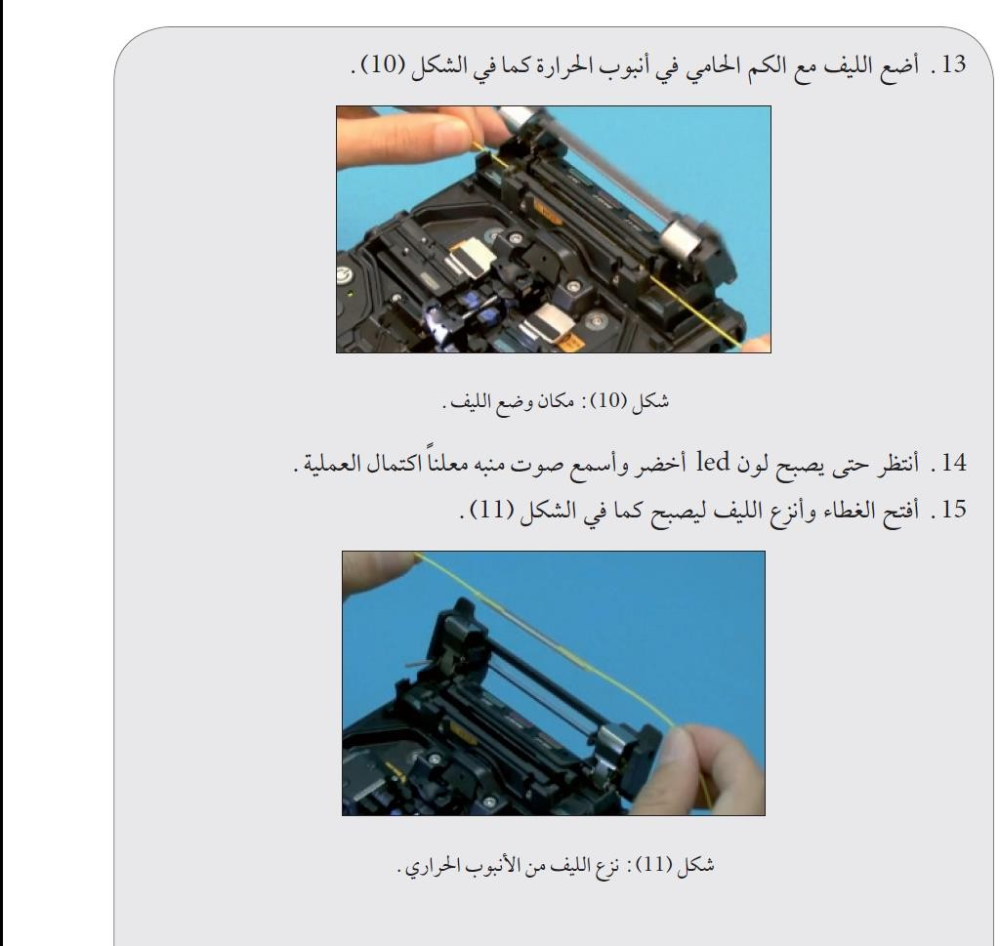 13. أضع الليف مع الكم الحامي في أنبوب الحرارة كما في الشكل (10).
شكل (10): مكان وضع الليف.
14. أنتظر حتى يصبح لون led أخضر وأسمع صوت منبه معلناً اكتمال العملية.
15. أفتح الغطاء وأنزع الليف ليصبح كما في الشكل (11).
شكل (11): نزع الليف من الأنبوب الحراري.